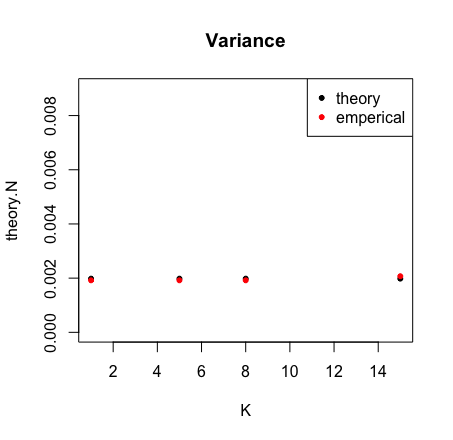 Variance
theory
emperical
theory.N
0.008
0.006
0.004
0.002
0.000
2 4 6 8 10 12 14
K